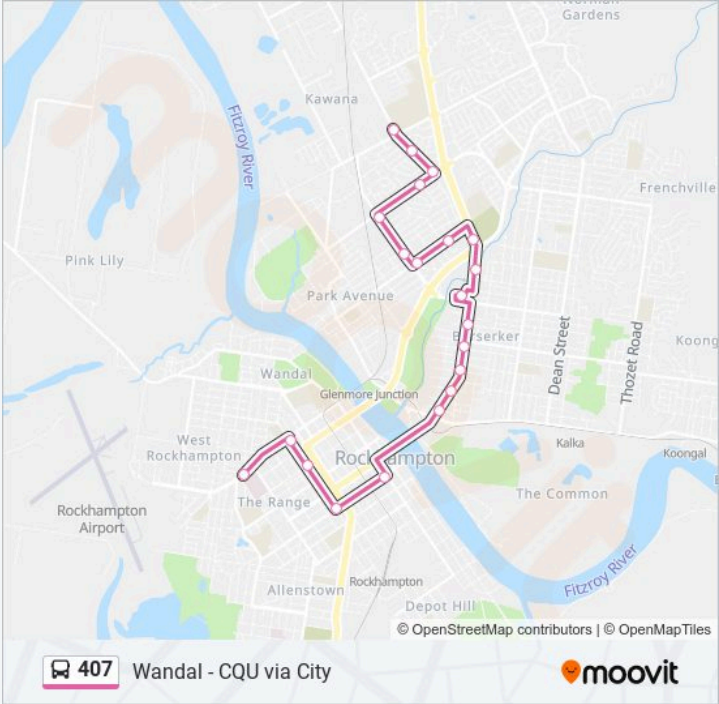 Norman
Gardens
Kawana
Fitzroy River
Frenchville
Pink Lily
Park Avenue
Berserker
Dean Street
Thozet Road
Koong
Wandal
Glenmore Junction
West
Rockhampton
Rockhampton
Kalka
Koongal
The Range
The Common
Rockhampton
Airport
Fitzroy River
Allenstown
Rockhampton
Depot Hill
© OpenStreetMap contributors | © OpenMapTiles
407 Wandal - CQU via City
moovit